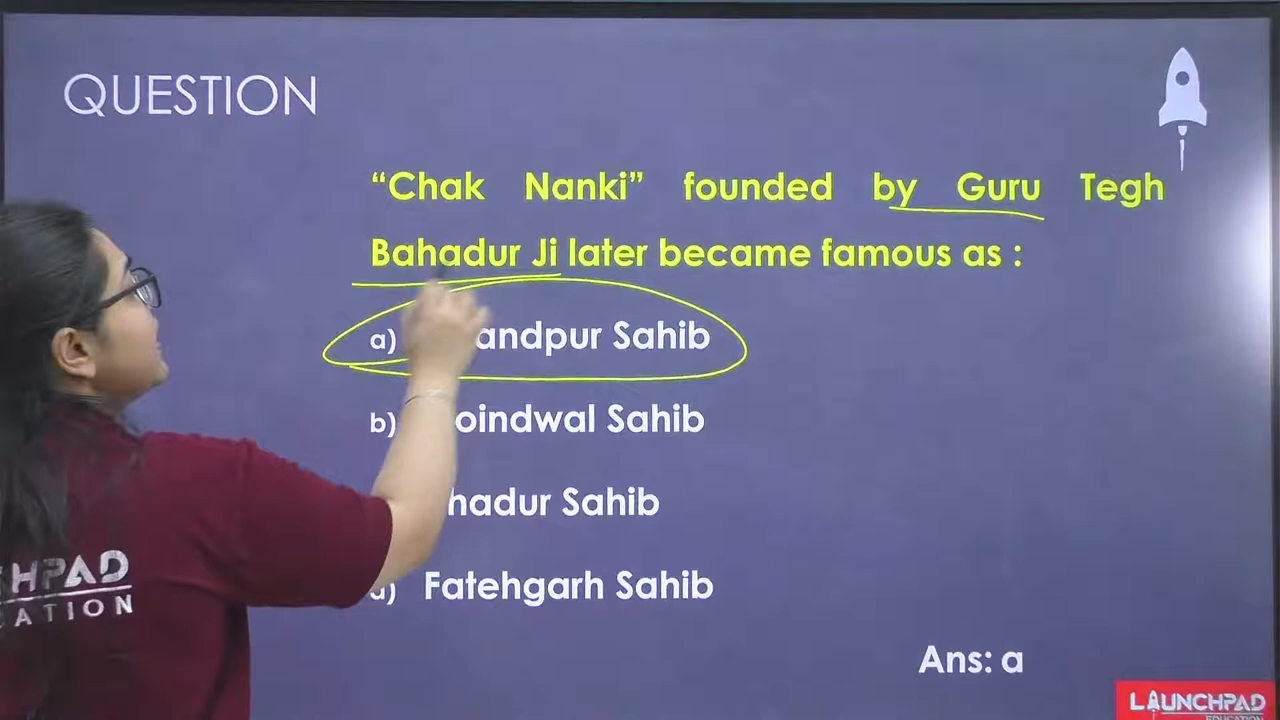 QUESTION
“Chak Nanki” founded by Guru Tegh
Bahadur Ji later became famous as :
a) andpur Sahib
b) oindwal Sahib
hadur Sahib
d) Fatehgarh Sahib
Ans: a
HPAD
ATION
LAUNCHPAD
EDUCATION